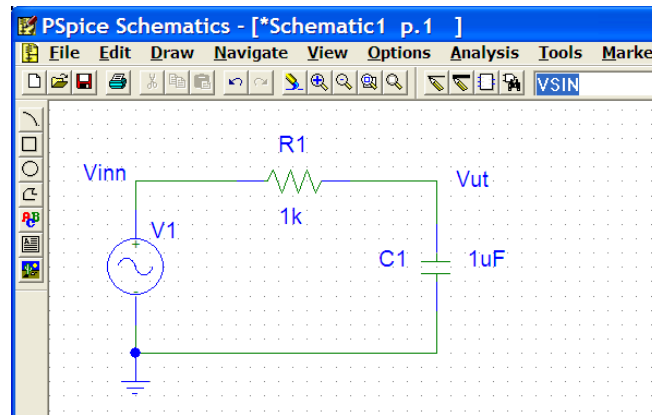 PSpice Schematics - [*Schematic1 p.1 ]
File Edit Draw Navigate View Options Analysis Tools Marke
VSIN
R1
Vinn
Vut
V1
1k
C1
1uF
ABC
+
-